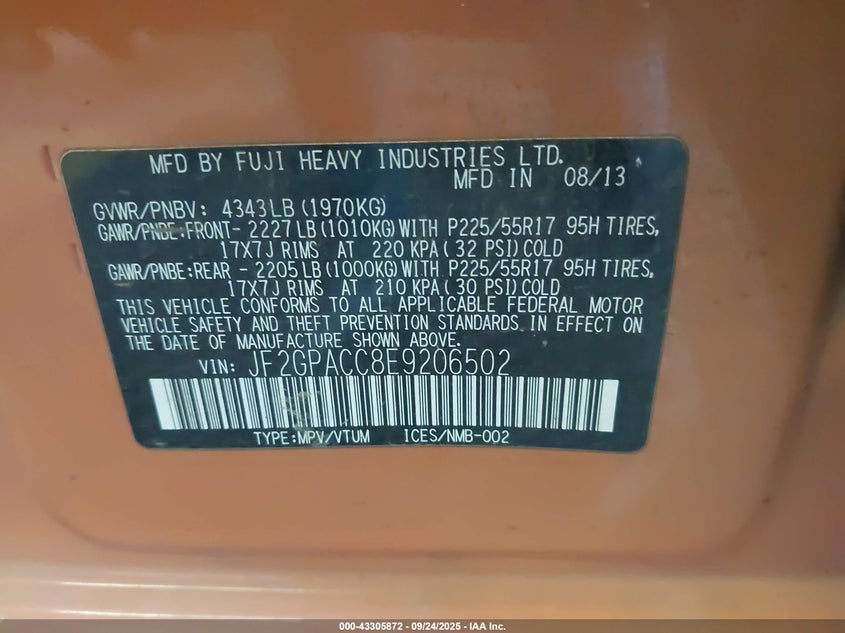 MFD BY FUJI HEAVY INDUSTRIES LTD.
MFD IN 08/13
GVWR/PNBV: 4343LB (1970KG)
GAWR/PNBE:FRONT- 2227LB (1010KG) WITH P225/55R17 95H TIRES,
17X7J RIMS AT 220 KPA (32 PSI) COLD
GAWR/PNBE:REAR - 2205LB (1000KG) WITH P225/55R17 95H TIRES,
17X7J RIMS AT 210 KPA (30 PSI) COLD
THIS VEHICLE CONFORMS TO ALL APPLICABLE FEDERAL MOTOR
VEHICLE SAFETY AND THEFT PREVENTION STANDARDS IN EFFECT ON
THE DATE OF MANUFACTURE SHOWN ABOVE.
VIN: JF2GPACC8E9206502
TYPE:MPV/VTUM ICES/NMB-002
000-43305872 - 09/24/2025 - IAA Inc.